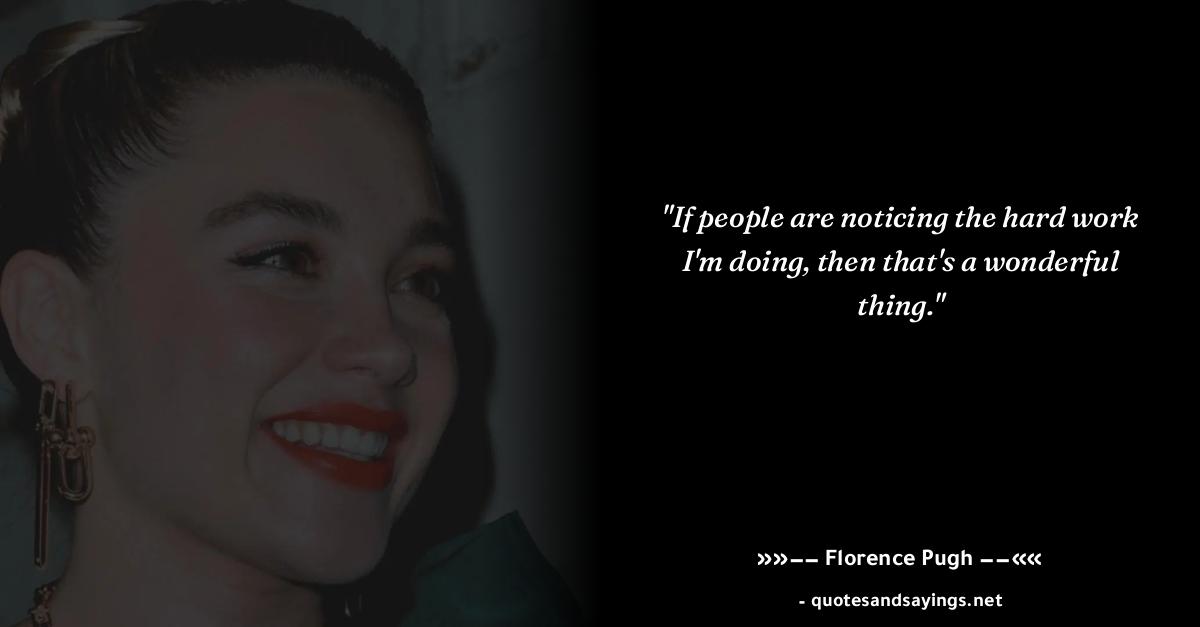 "If people are noticing the hard work
I'm doing, then that's a wonderful
thing."
»»–– Florence Pugh ––««
- quotesandsayings.net